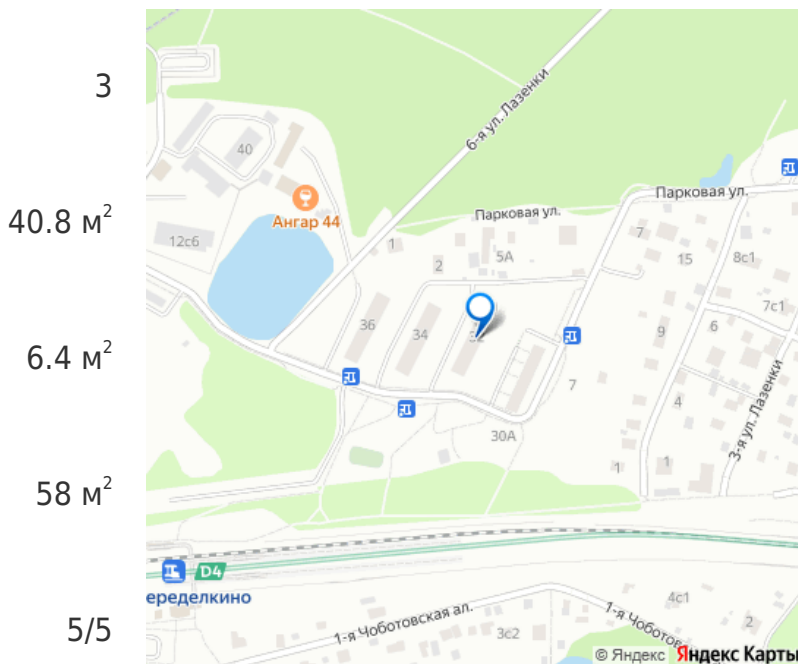 3
40.8 м²
6.4 м²
58 м²
5/5
6-я ул. Лазенки
40
Ангар 44
12с6
Парковая ул.
Парковая ул.
1
2
5А
7
15
8с1
7с1
36
34
32
9
6
7
4
3-я ул. Лазенки
30А
1
1
D4
еределкино
1-я Чоботовская ал.
3с2
4с1
1-я Чоботовс
2
© Яндекс Яндекс Карты